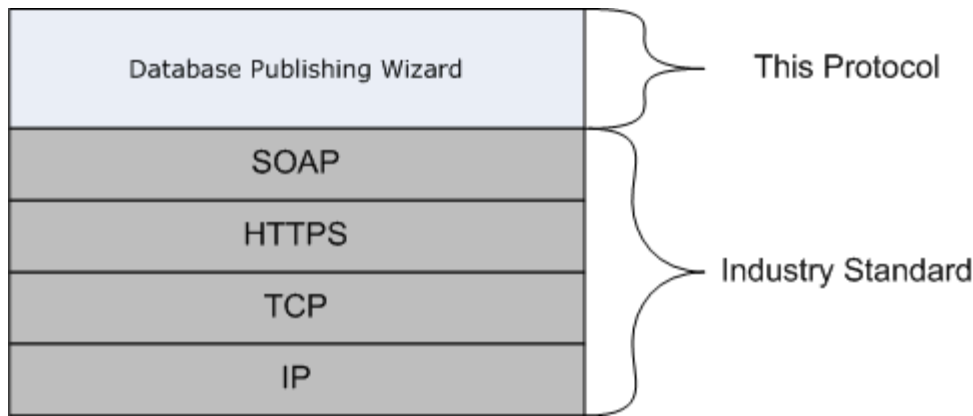 Database Publishing Wizard
This Protocol
SOAP
HTTPS
Industry Standard
TCP
IP